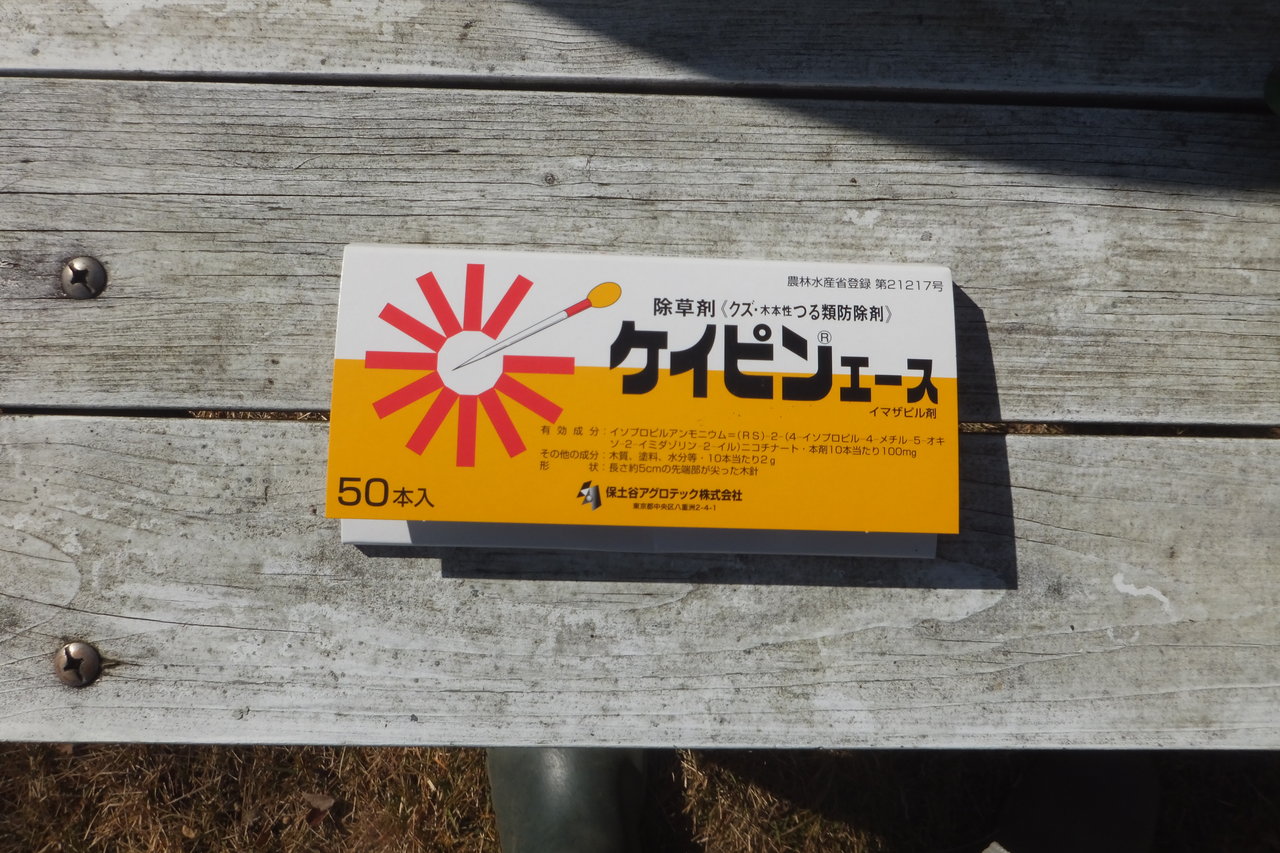 農林水産省登録 第21217号
除草剤《クズ・木本性つる類防除剤》
ケイピン®エース
イマザピル剤
有効成分：イソプロピルアンモニウム＝(RS)-2-(4-イソプロピル-4-メチル-5-オキ
ソ-2-イミダゾリン-2-イル)ニコチナート・本剤10本当たり100mg
その他の成分：木質、塗料、水分等・10本当たり2g
形状：長さ約5cmの先端部が尖った木針
50本入
保土谷アグロテック株式会社
東京都中央区八重洲2-4-1